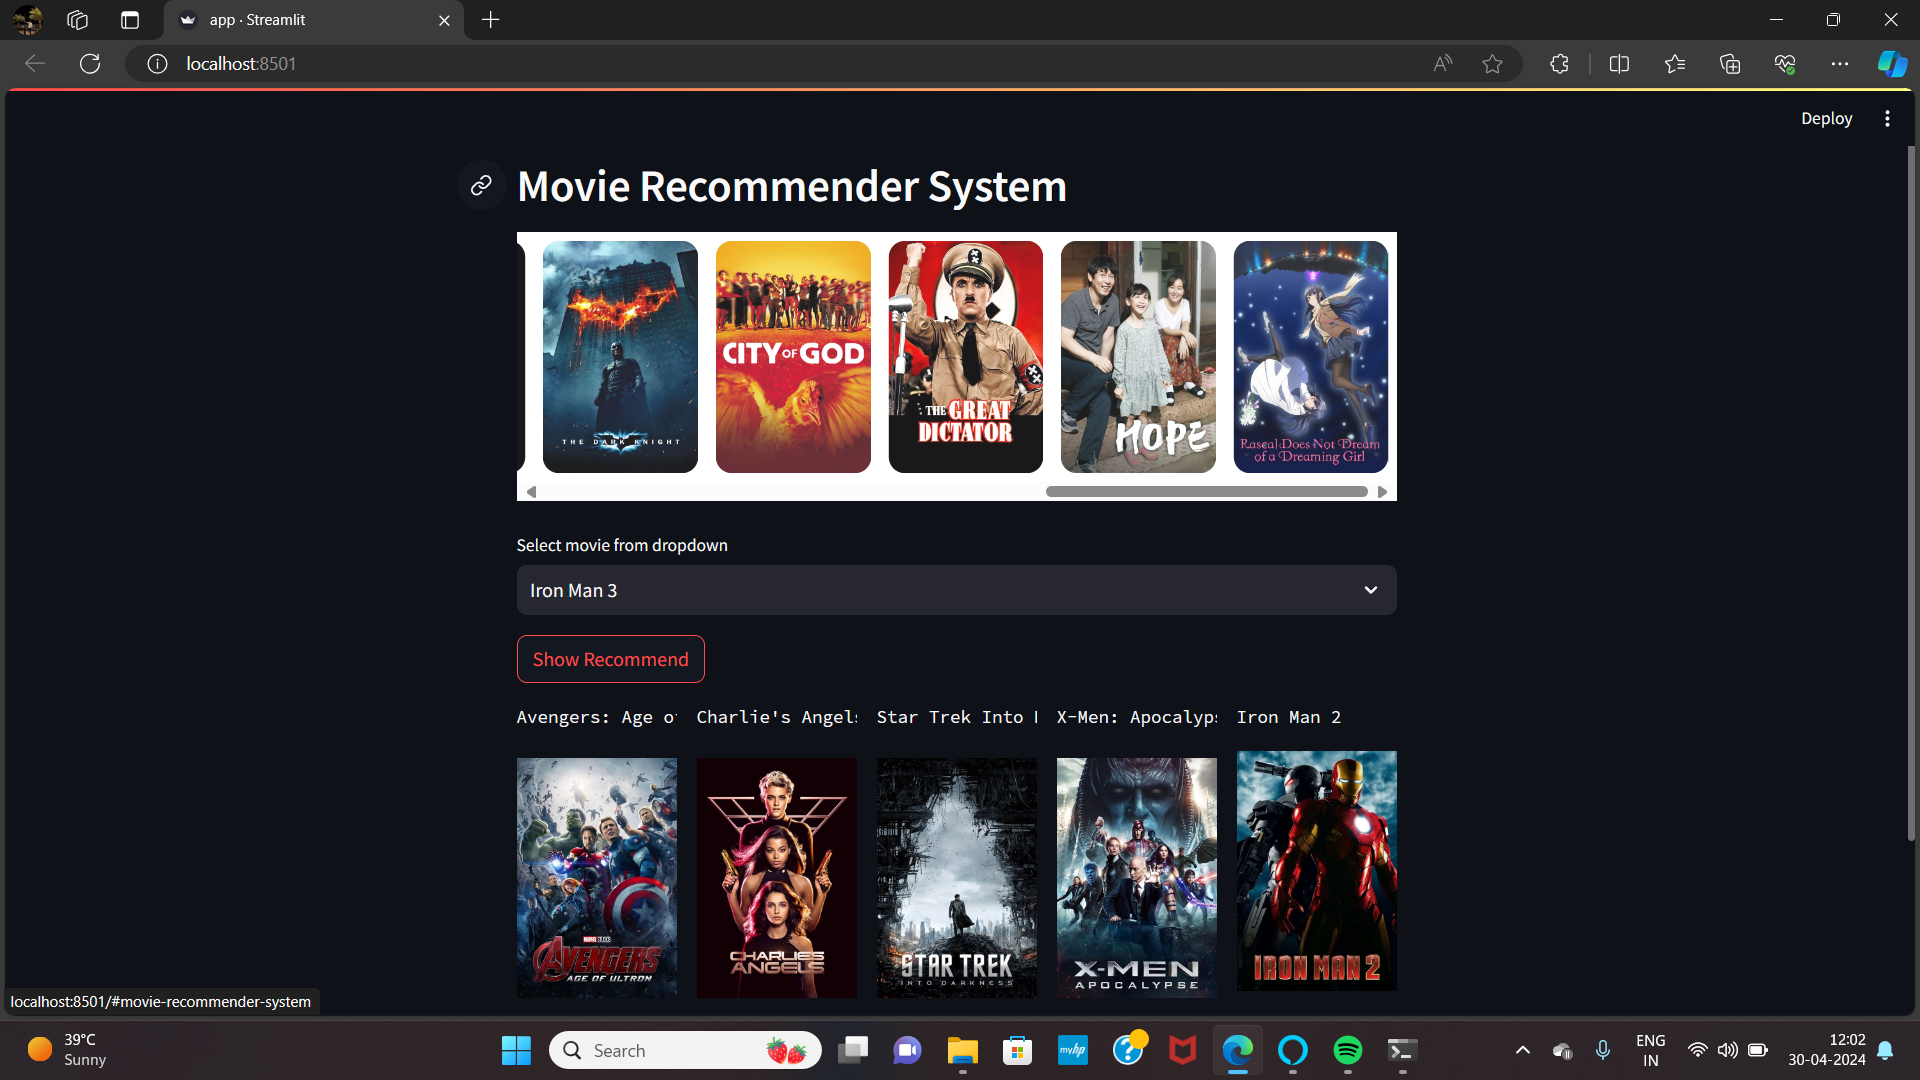 app · Streamlit
localhost:8501
Deploy
Movie Recommender System
THE DARK KNIGHT
CITY OF GOD
THE GREAT
DICTATOR
HOPE
Rascal Does Not Dream
of a Dreaming Girl
Select movie from dropdown
Iron Man 3
Show Recommend
Avengers: Age o
Charlie's Angel
Star Trek Into
X-Men: Apocalyp
Iron Man 2
MARVEL STUDIOS
AVENGERS
AGE OF ULTRON
CHARLIE'S
ANGELS
STAR TREK
INTO DARKNESS
X-MEN
APOCALYPSE
IRON MAN 2
localhost:8501/#movie-recommender-system
39°C
Sunny
Search
myhp
ENG
IN
12:02
30-04-2024